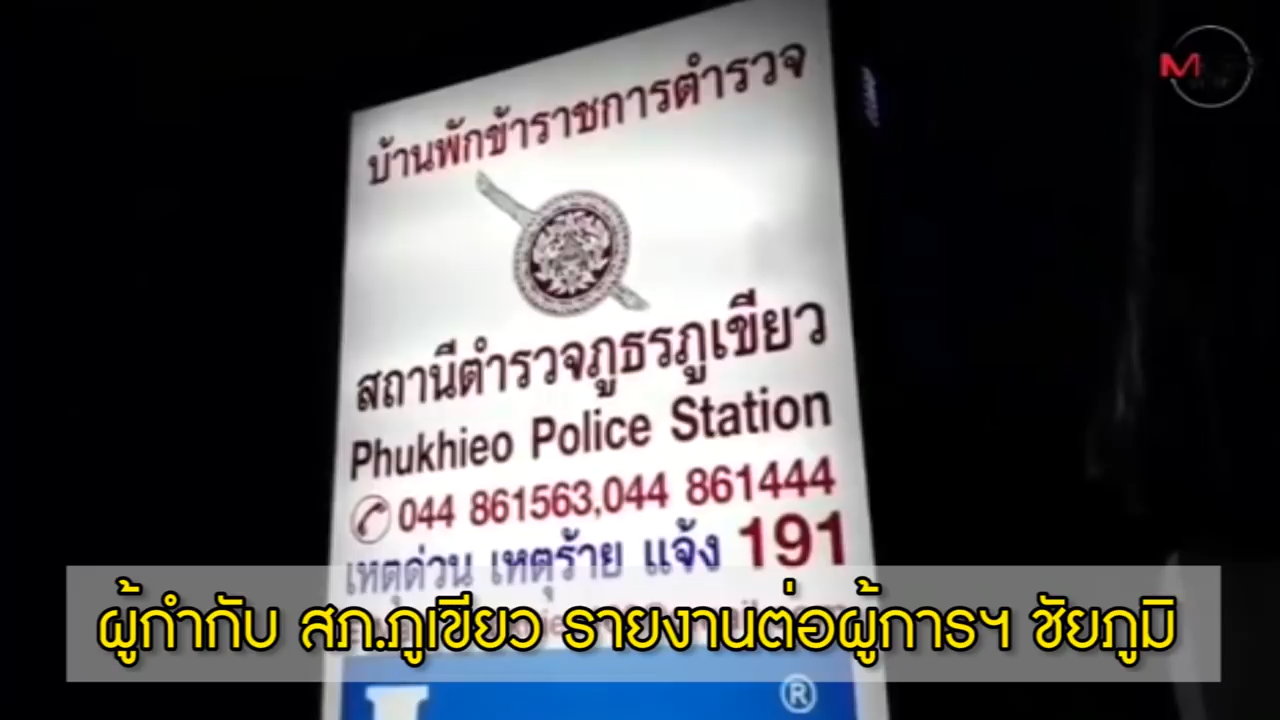 บ้านพักข้าราชการตำรวจ
สถานีตำรวจภูธรภูเขียว
Phukhieo Police Station
044 861563,044 861444
เหตุด่วน เหตุร้าย แจ้ง 191
ผู้กำกับ สภ.ภูเขียว รายงานต่อผู้การฯ ชัยภูมิ
®